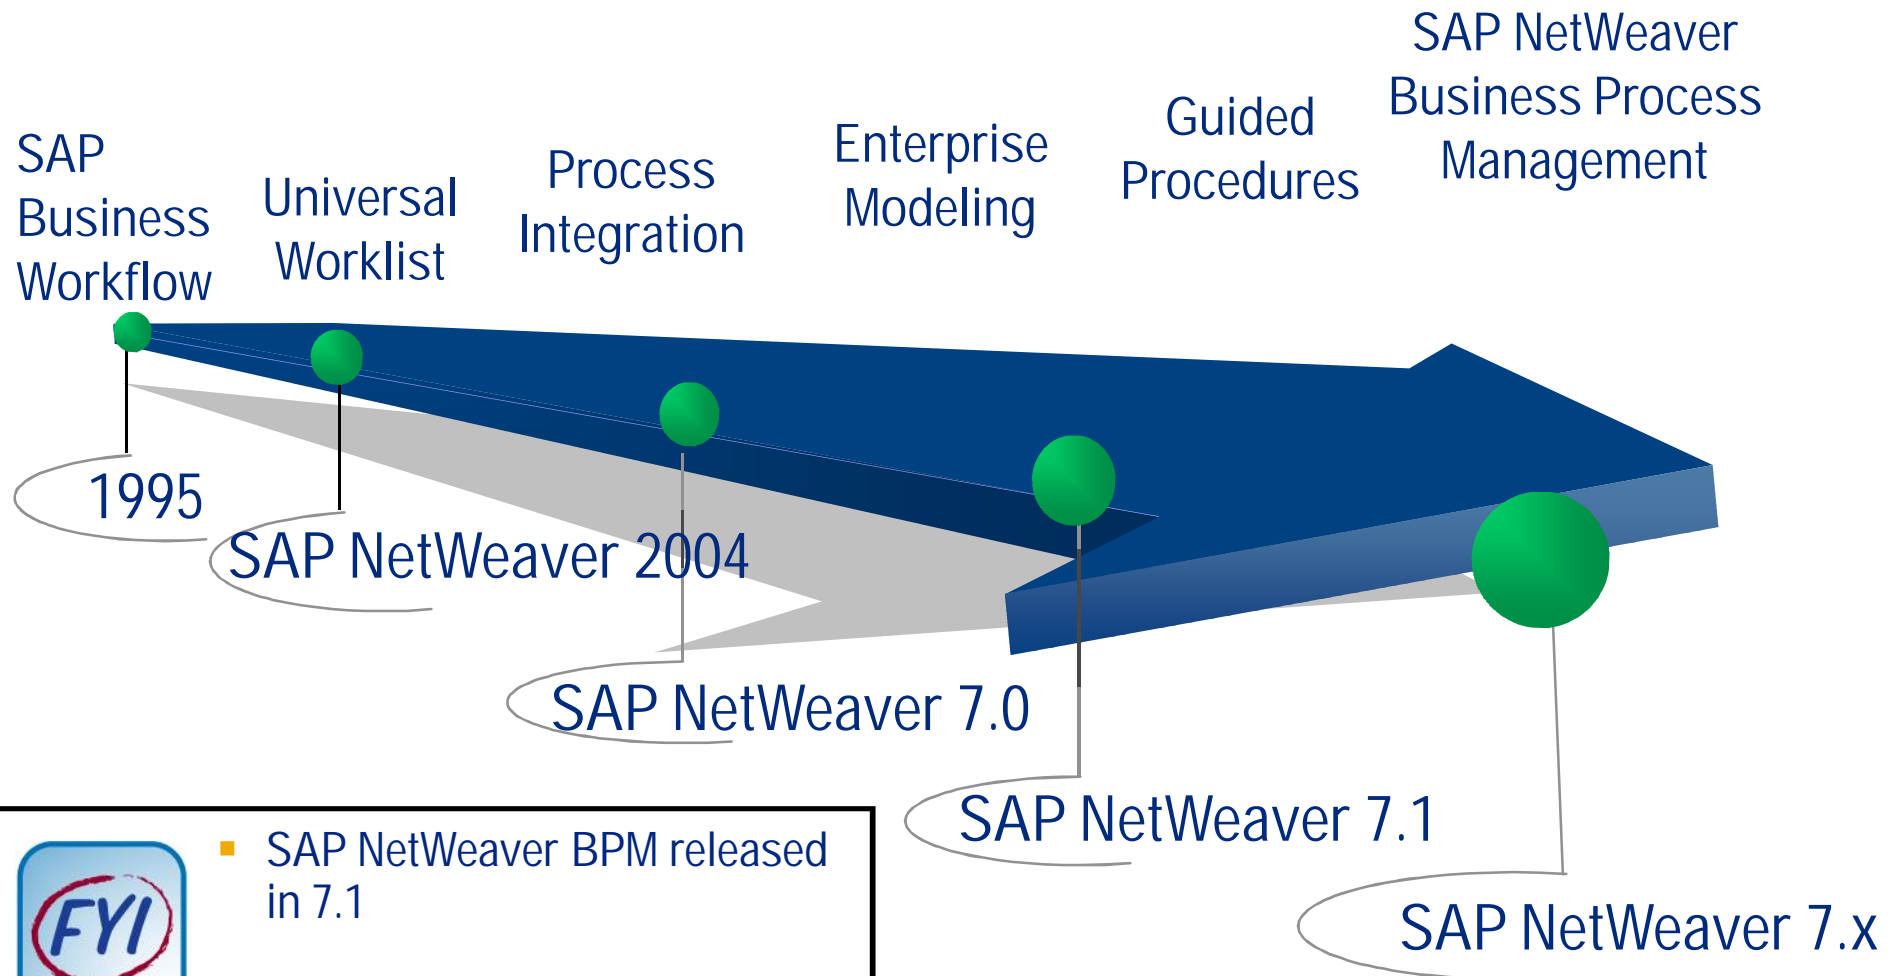 SAP
Business
Workflow
Universal
Worklist
Process
Integration
Enterprise
Modeling
Guided
Procedures
SAP NetWeaver
Business Process
Management
1995
SAP NetWeaver 2004
SAP NetWeaver 7.0
SAP NetWeaver 7.1
SAP NetWeaver 7.x
FYI
▪ SAP NetWeaver BPM released
in 7.1